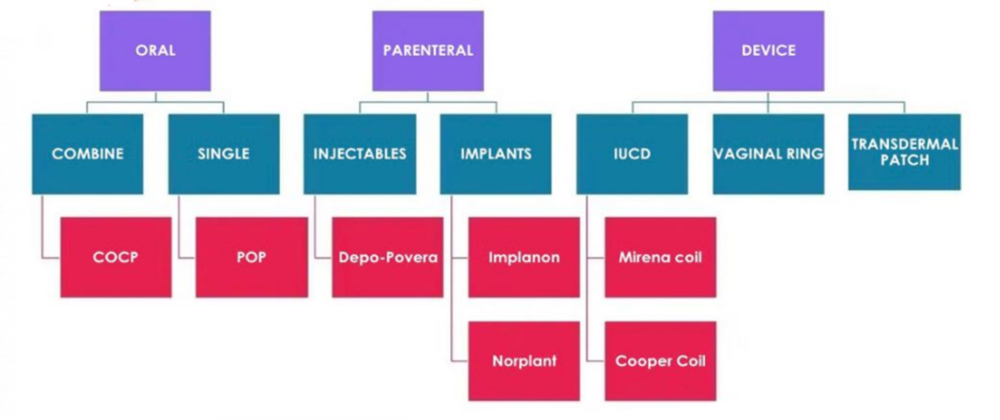 ORAL
PARENTERAL
DEVICE
COMBINE
SINGLE
INJECTABLES
IMPLANTS
IUCD
VAGINAL RING
TRANSDERMAL
PATCH
COCP
POP
Depo-Povera
Implanon
Mirena coil
Norplant
Cooper Coil